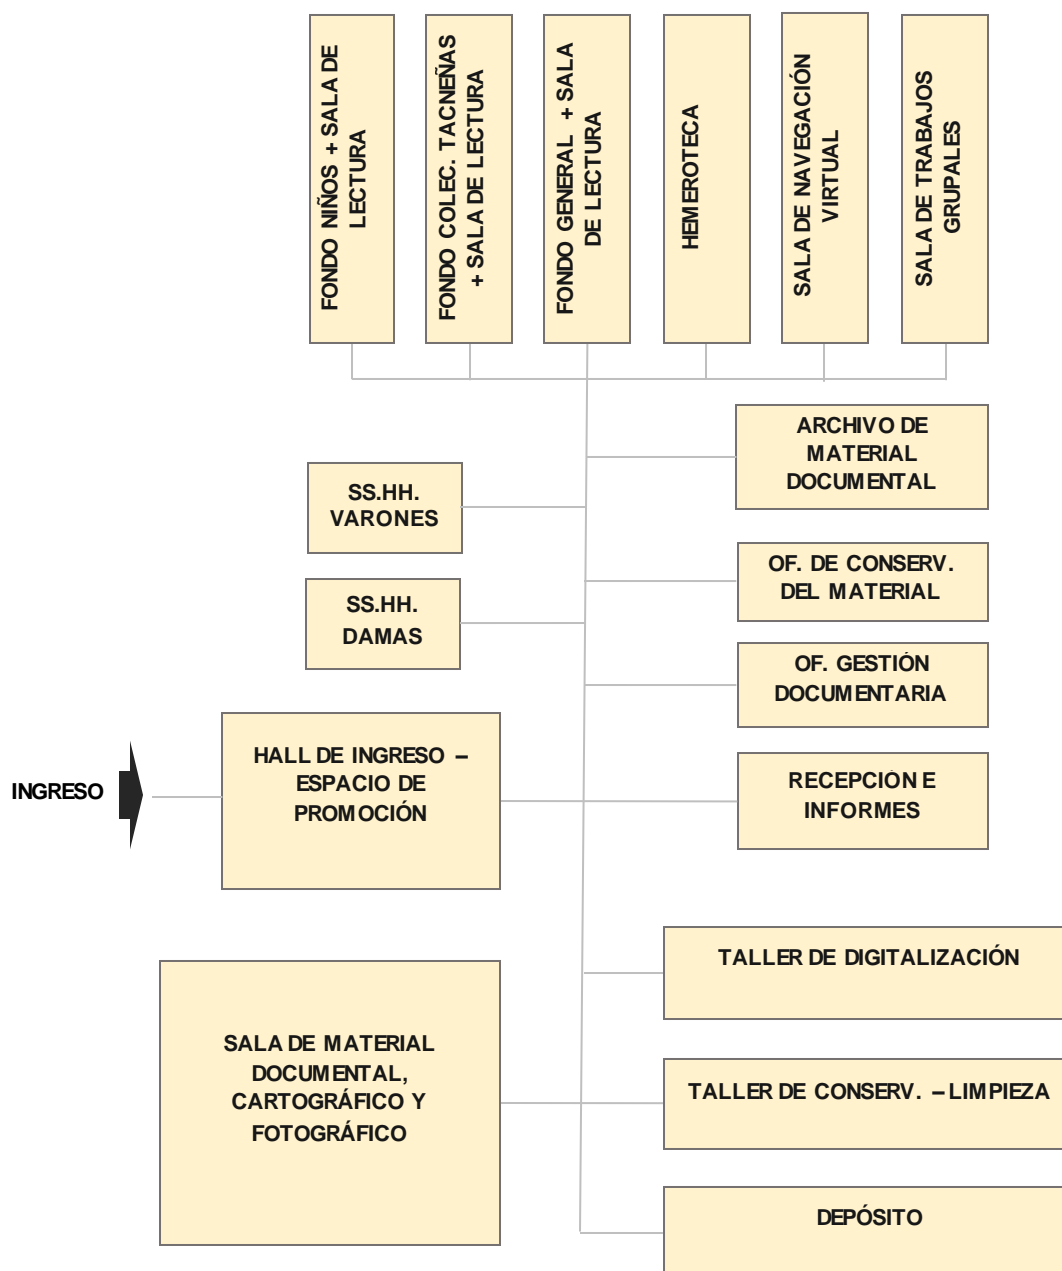 FONDO NIÑOS + SALA DE
LECTURA
FONDO COLEC. TACNEÑAS
+ SALA DE LECTURA
FONDO GENERAL + SALA
DE LECTURA
HEMEROTECA
SALA DE NAVEGACIÓN
VIRTUAL
SALA DE TRABAJOS
GRUPALES
ARCHIVO DE
MATERIAL
DOCUMENTAL
SS.HH.
VARONES
OF. DE CONSERV.
DEL MATERIAL
SS.HH.
DAMAS
OF. GESTIÓN
DOCUMENTARIA
INGRESO
HALL DE INGRESO –
ESPACIO DE
PROMOCIÓN
RECEPCIÓN E
INFORMES
TALLER DE DIGITALIZACIÓN
SALA DE MATERIAL
DOCUMENTAL,
CARTOGRÁFICO Y
FOTOGRÁFICO
TALLER DE CONSERV. – LIMPIEZA
DEPÓSITO